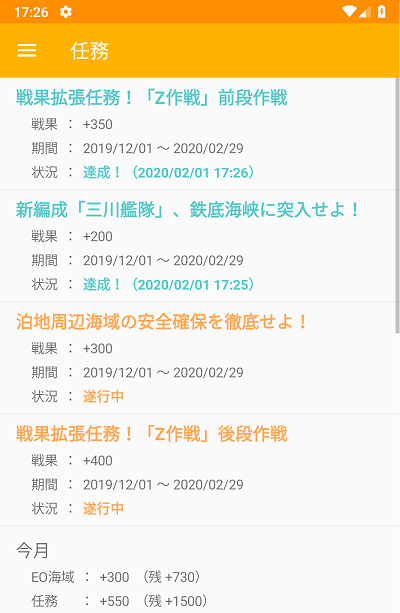 17:26
任務
戦果拡張任務！「Z作戦」前段作戦
戦果 ： +350
期間 ： 2019/12/01 ～ 2020/02/29
状況 ： 達成！（2020/02/01 17:26）
新編成「三川艦隊」、鉄底海峡に突入せよ！
戦果 ： +200
期間 ： 2019/12/01 ～ 2020/02/29
状況 ： 達成！（2020/02/01 17:25）
泊地周辺海域の安全確保を徹底せよ！
戦果 ： +300
期間 ： 2019/12/01 ～ 2020/02/29
状況 ： 遂行中
戦果拡張任務！「Z作戦」後段作戦
戦果 ： +400
期間 ： 2019/12/01 ～ 2020/02/29
状況 ： 遂行中
今月
EO海域 ： +300 （残 +730）
任務 ： +550 （残 +1500）